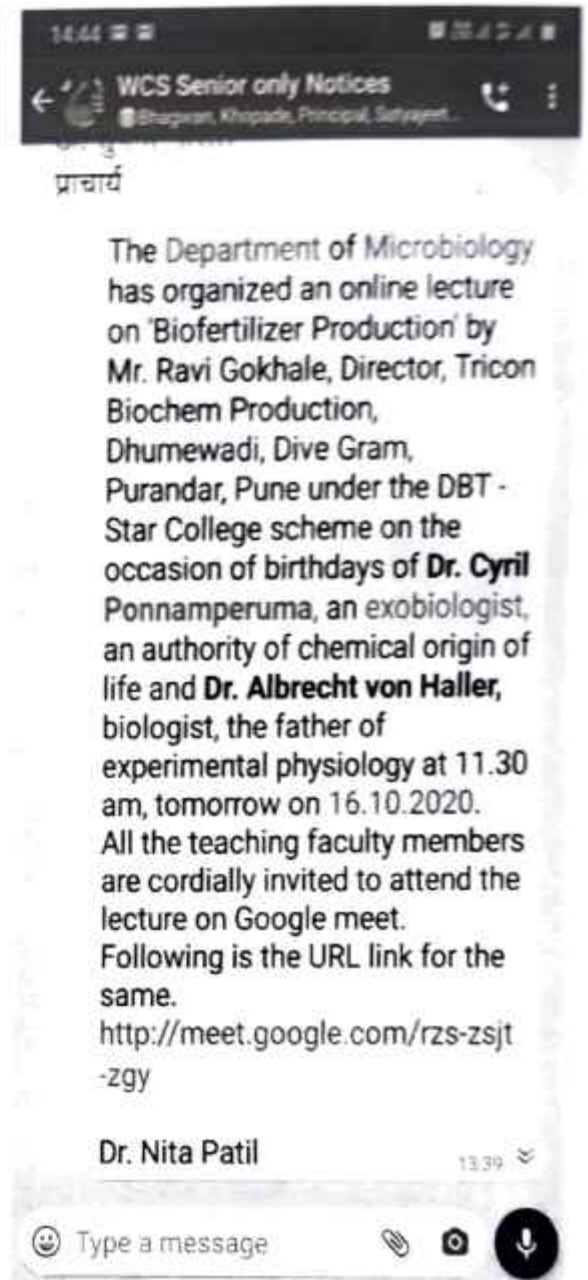 14:44
WCS Senior only Notices
Bhagwan, Khopade, Principal, Satvajeet...
प्राचार्य
The Department of Microbiology
has organized an online lecture
on 'Biofertilizer Production' by
Mr. Ravi Gokhale, Director, Tricon
Biochem Production,
Dhumewadi, Dive Gram,
Purandar, Pune under the DBT -
Star College scheme on the
occasion of birthdays of Dr. Cyril
Ponnamperuma, an exobiologist,
an authority of chemical origin of
life and Dr. Albrecht von Haller,
biologist, the father of
experimental physiology at 11.30
am, tomorrow on 16.10.2020.
All the teaching faculty members
are cordially invited to attend the
lecture on Google meet.
Following is the URL link for the
same.
http://meet.google.com/rzs-zsjt
-zgy
Dr. Nita Patil
13:39
Type a message